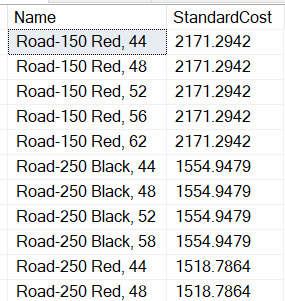 Name StandardCost
Road-150 Red, 44 2171.2942
Road-150 Red, 48 2171.2942
Road-150 Red, 52 2171.2942
Road-150 Red, 56 2171.2942
Road-150 Red, 62 2171.2942
Road-250 Black, 44 1554.9479
Road-250 Black, 48 1554.9479
Road-250 Black, 52 1554.9479
Road-250 Black, 58 1554.9479
Road-250 Red, 44 1518.7864
Road-250 Red, 48 1518.7864